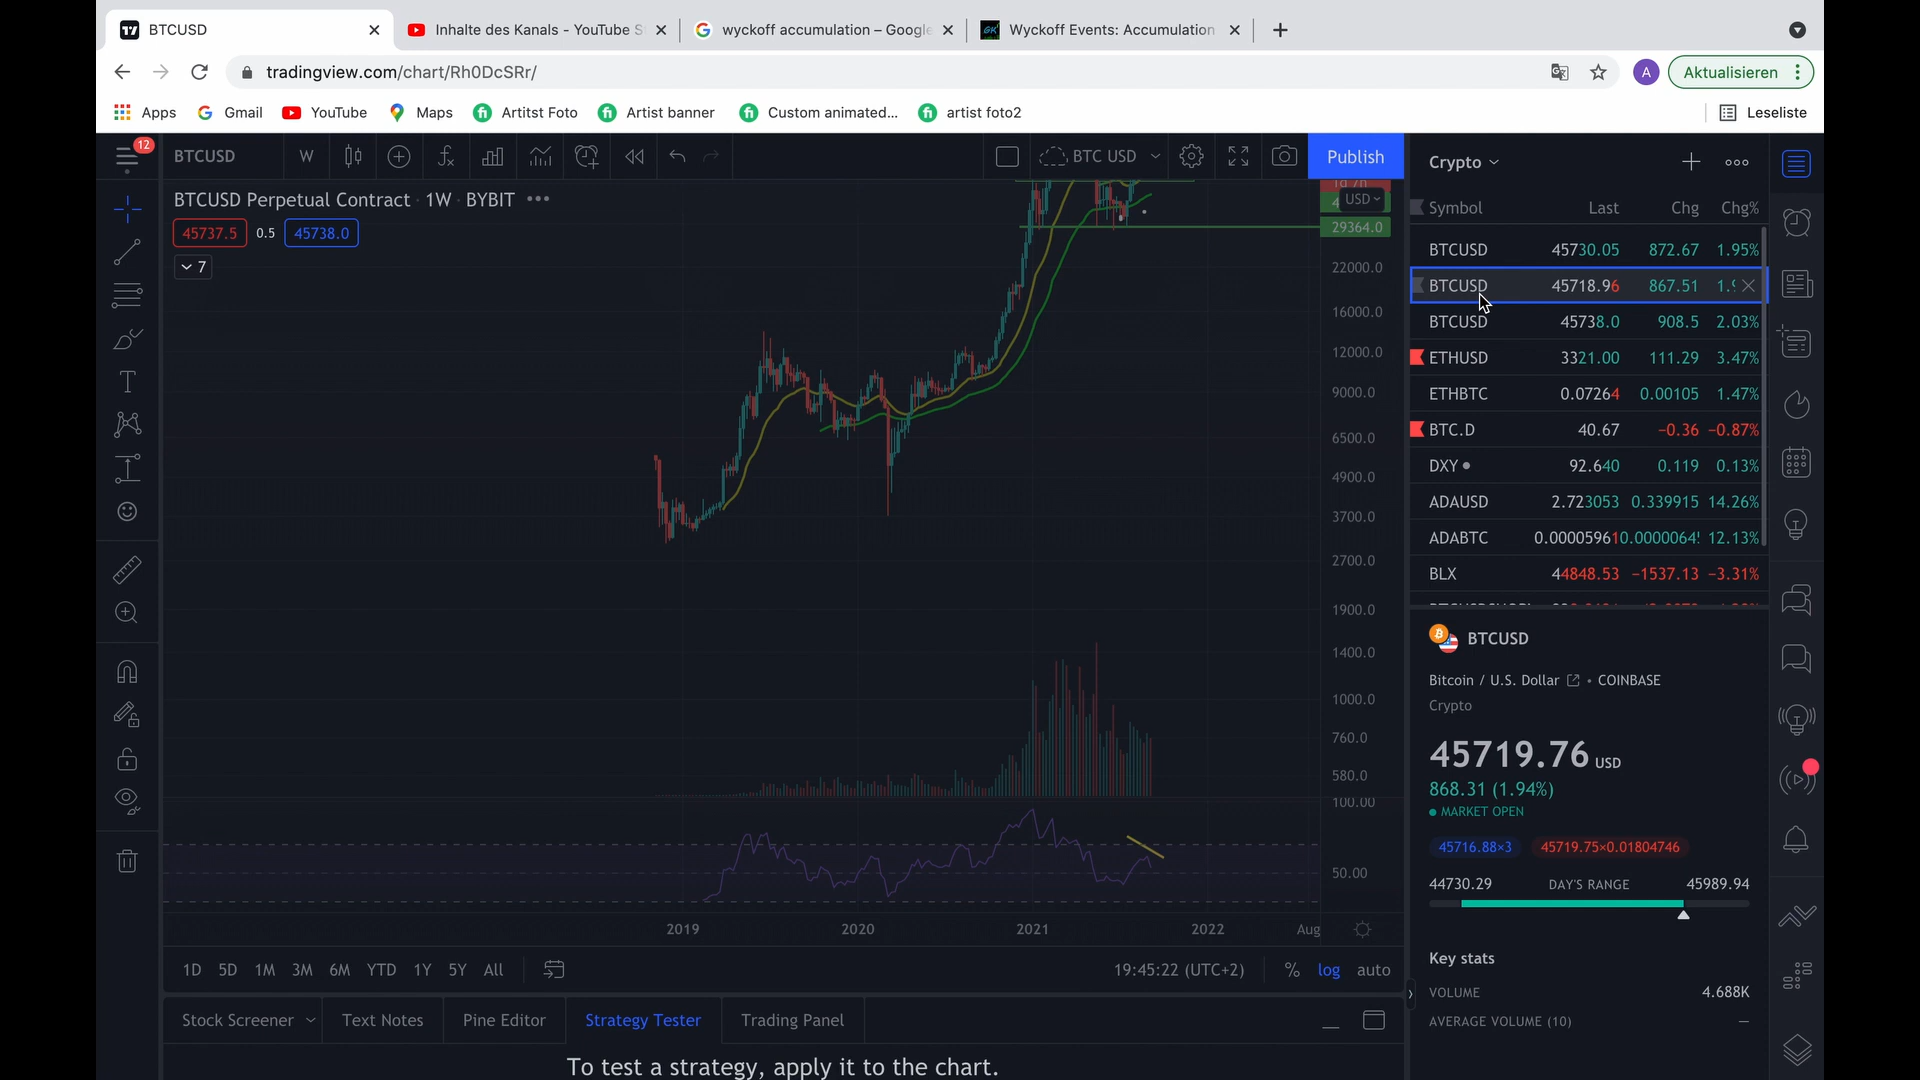 BTCUSD
Inhalte des Kanals - YouTube S
wyckoff accumulation – Google
Wyckoff Events: Accumulation
tradingview.com/chart/Rh0DcSRr/
A
Aktualisieren
Apps
Gmail
YouTube
Maps
Artitst Foto
Artist banner
Custom animated...
artist foto2
Leseliste
12
BTCUSD
W
BTC USD
Publish
BTCUSD Perpetual Contract · 1W · BYBIT
45737.5
0.5
45738.0
7
USD
29364.0
22000.0
16000.0
12000.0
9000.0
6500.0
4900.0
3700.0
2700.0
1900.0
1400.0
1000.0
760.0
580.0
100.00
50.00
2019
2020
2021
2022
Aug
1D 5D 1M 3M 6M YTD 1Y 5Y All
19:45:22 (UTC+2)
%
log
auto
Stock Screener
Text Notes
Pine Editor
Strategy Tester
Trading Panel
To test a strategy, apply it to the chart.
Crypto
Symbol Last Chg Chg%
BTCUSD 45730.05 872.67 1.95%
BTCUSD 45718.96 867.51
BTCUSD 45738.0 908.5 2.03%
ETHUSD 3321.00 111.29 3.47%
ETHBTC 0.07264 0.00105 1.47%
BTC.D 40.67 −0.36 −0.87%
DXY 92.640 0.119 0.13%
ADAUSD 2.723053 0.339915 14.26%
ADABTC 0.00005961 0.0000064! 12.13%
BLX 44848.53 −1537.13 −3.31%
BTCUSD
Bitcoin / U.S. Dollar • COINBASE
Crypto
45719.76 USD
868.31 (1.94%)
MARKET OPEN
45716.88×3
45719.75×0.01804746
44730.29 DAY'S RANGE 45989.94
Key stats
VOLUME 4.688K
AVERAGE VOLUME (10) —